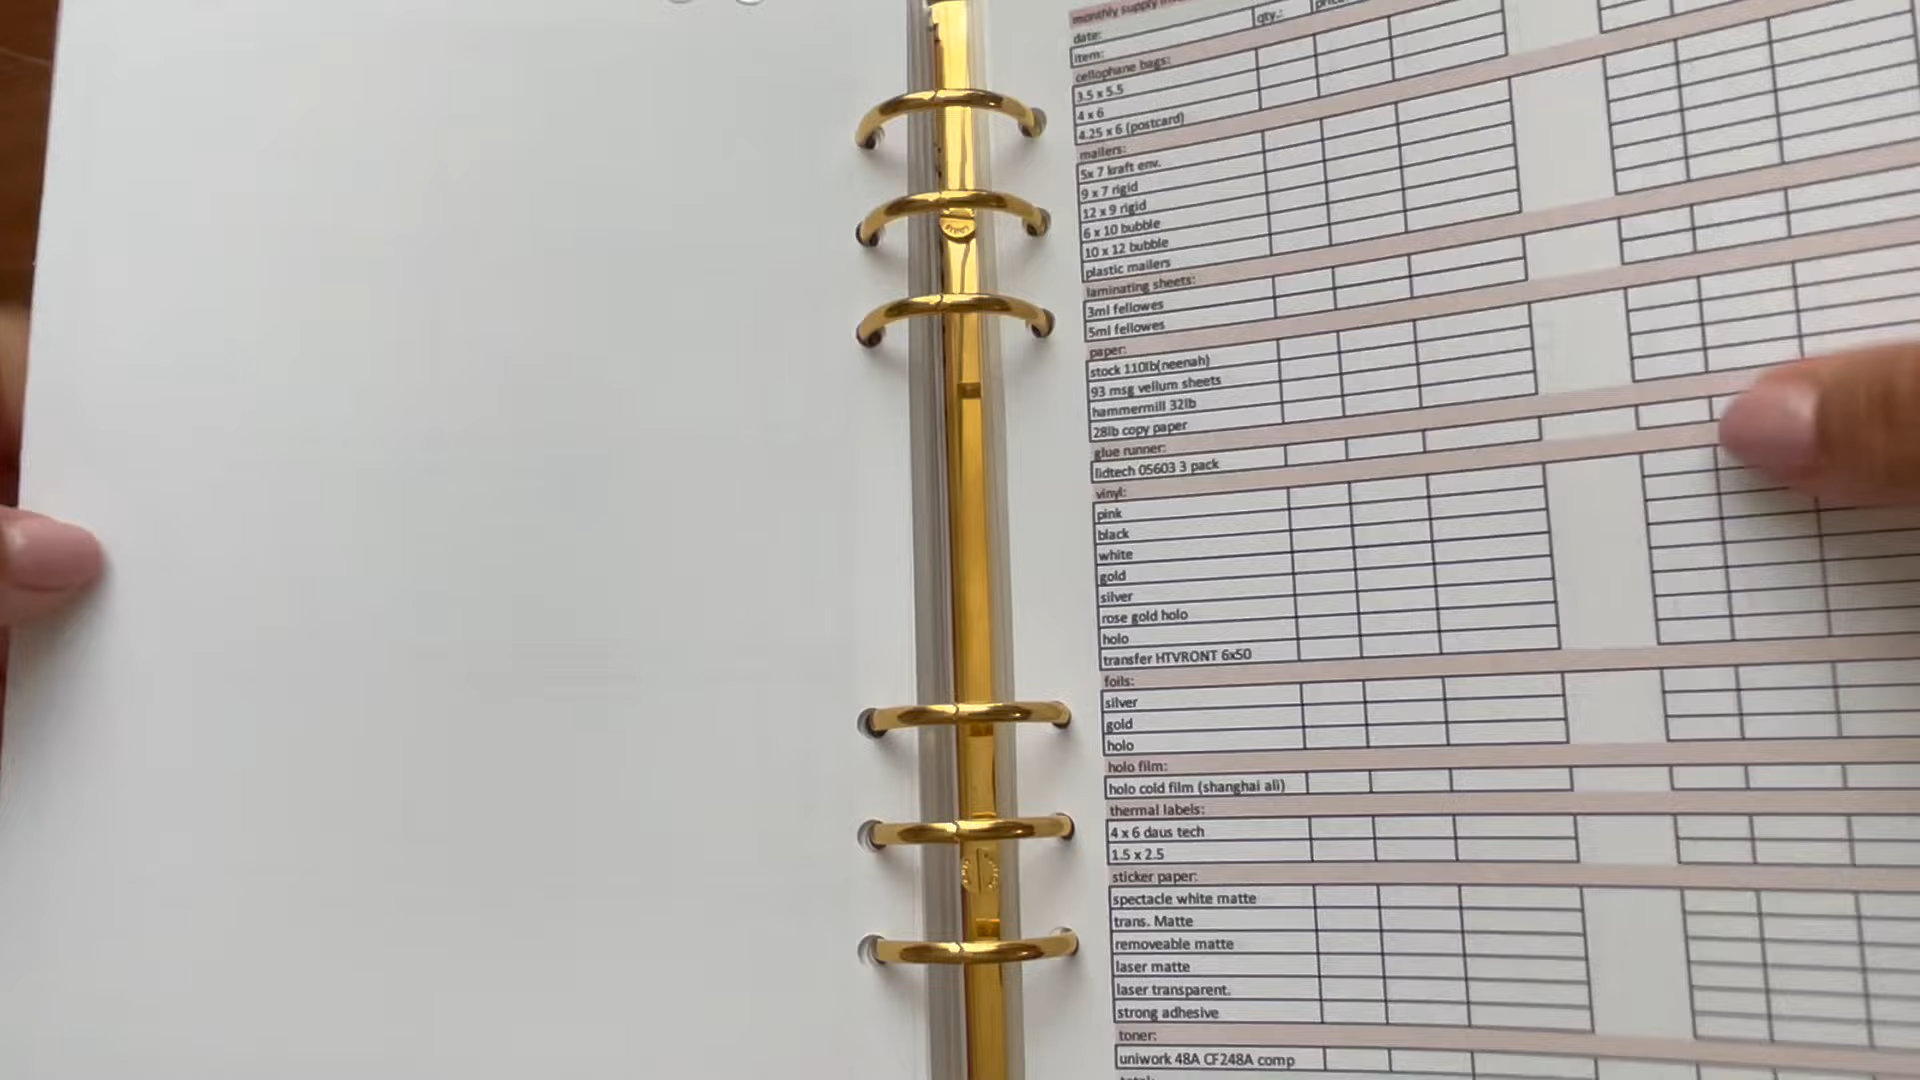 monthly supply
qty.:
date:
item:
cellophane bags:
3.5 x 5.5
4 x 6
4.25 x 6 (postcard)
mailers:
5x 7 kraft env.
9 x 7 rigid
12 x 9 rigid
6 x 10 bubble
10 x 12 bubble
plastic mailers
laminating sheets:
3ml fellowes
5ml fellowes
paper:
stock 110lb(neenah)
93 msg vellum sheets
hammermill 32lb
28lb copy paper
glue runner:
lidtech 05603 3 pack
vinyl:
pink
black
white
gold
silver
rose gold holo
holo
transfer HTVRONT 6x50
foils:
silver
gold
holo
holo film:
holo cold film (shanghai ali)
thermal labels:
4 x 6 daus tech
1.5 x 2.5
sticker paper:
spectacle white matte
trans. Matte
removeable matte
laser matte
laser transparent.
strong adhesive
toner:
uniwork 48A CF248A comp